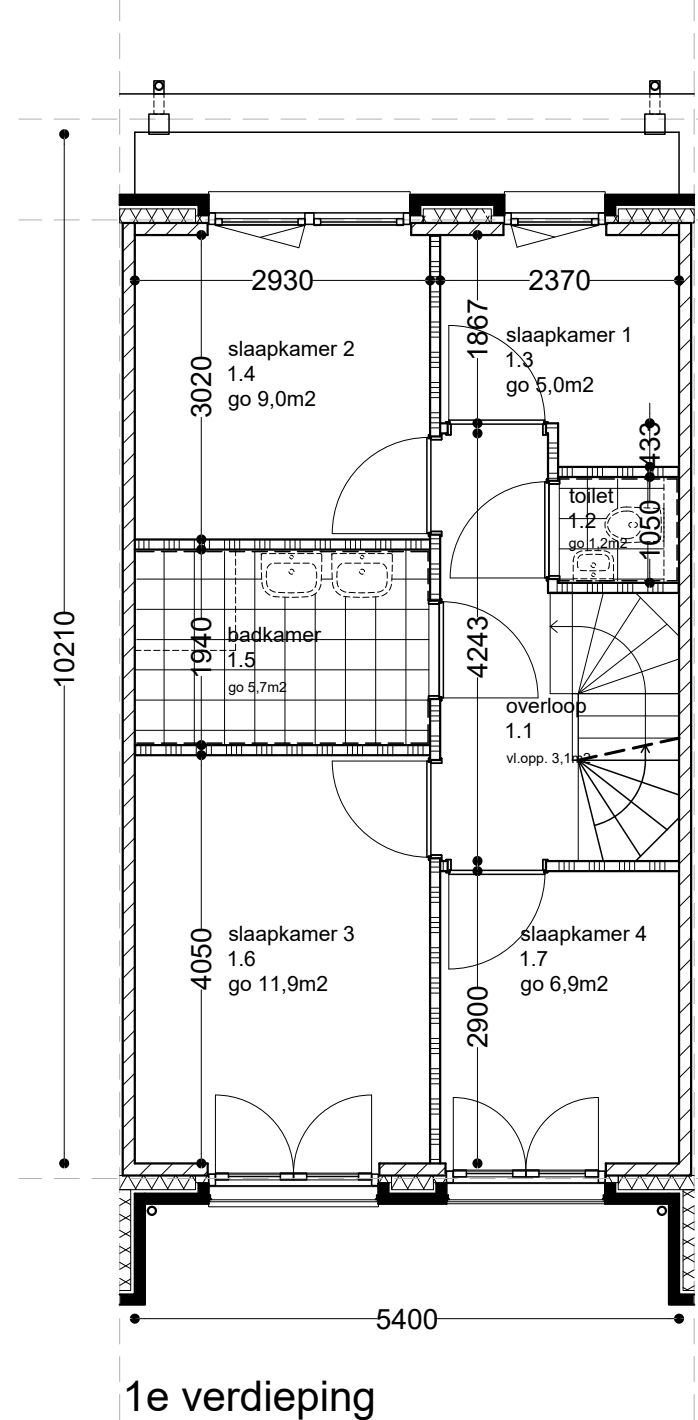 2930
2370
1867
slaapkamer 1
1.3
go 5,0m2
slaapkamer 2
1.4
go 9,0m2
3020
433
toilet
1.2
go 1,2m2
1050
10210
1940
badkamer
1.5
go 5,7m2
4243
overloop
1.1
vl.opp. 3,1m2
4050
slaapkamer 3
1.6
go 11,9m2
slaapkamer 4
1.7
go 6,9m2
2900
5400
1e verdieping